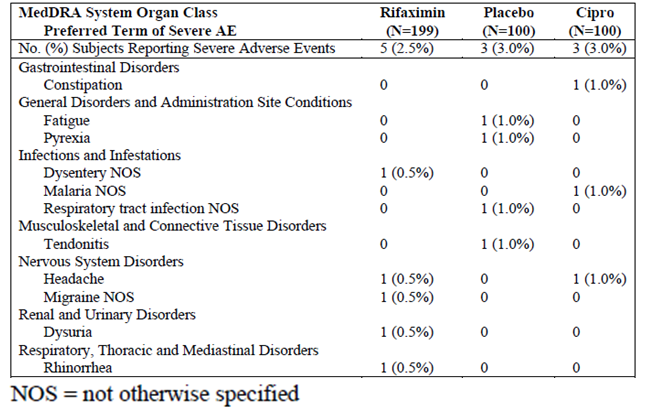 MedDRA System Organ Class Rifaximin Placebo Cipro
Preferred Term of Severe AE (N=199) (N=100) (N=100)
No. (%) Subjects Reporting Severe Adverse Events 5 (2.5%) 3 (3.0%) 3 (3.0%)
Gastrointestinal Disorders
Constipation 0 0 1 (1.0%)
General Disorders and Administration Site Conditions
Fatigue 0 1 (1.0%) 0
Pyrexia 0 1 (1.0%) 0
Infections and Infestations
Dysentery NOS 1 (0.5%) 0 0
Malaria NOS 0 0 1 (1.0%)
Respiratory tract infection NOS 0 1 (1.0%) 0
Musculoskeletal and Connective Tissue Disorders
Tendonitis 0 1 (1.0%) 0
Nervous System Disorders
Headache 1 (0.5%) 0 1 (1.0%)
Migraine NOS 1 (0.5%) 0 0
Renal and Urinary Disorders
Dysuria 1 (0.5%) 0 0
Respiratory, Thoracic and Mediastinal Disorders
Rhinorrhea 1 (0.5%) 0 0
NOS = not otherwise specified